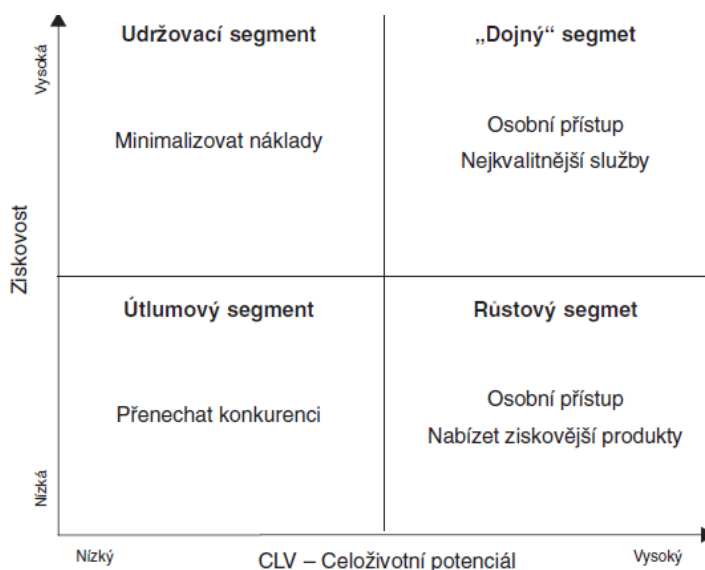 Udržovací segment
„Dojný“ segmet
Vysoká
Minimalizovat náklady
Osobní přístup
Nejkvalitnější služby
Ziskovost
Útlumový segment
Růstový segmet
Přenechat konkurenci
Osobní přístup
Nabízet ziskovější produkty
Nízká
Nízký
CLV – Celoživotní potenciál
Vysoký